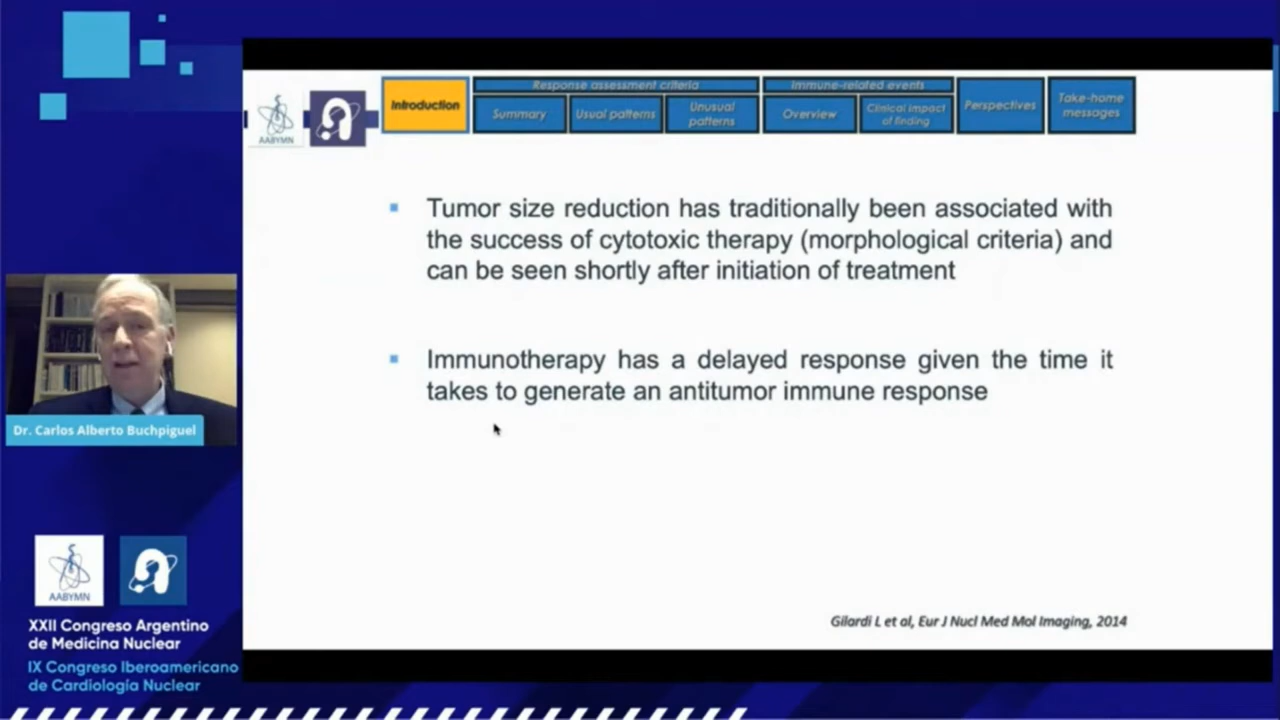 AABYMN
Introduction
Response assessment criteria
Summary
Usual patterns
Unusual
patterns
Immune-related events
Overview
Clinical impact
of finding
Perspectives
Take-home
messages
Tumor size reduction has traditionally been associated with
the success of cytotoxic therapy (morphological criteria) and
can be seen shortly after initiation of treatment
Immunotherapy has a delayed response given the time it
takes to generate an antitumor immune response
Gilardi L et al, Eur J Nucl Med Mol Imaging, 2014
Dr. Carlos Alberto Buchpiguel
AABYMN
XXII Congreso Argentino
de Medicina Nuclear
IX Congreso Iberoamericano
de Cardiología Nuclear